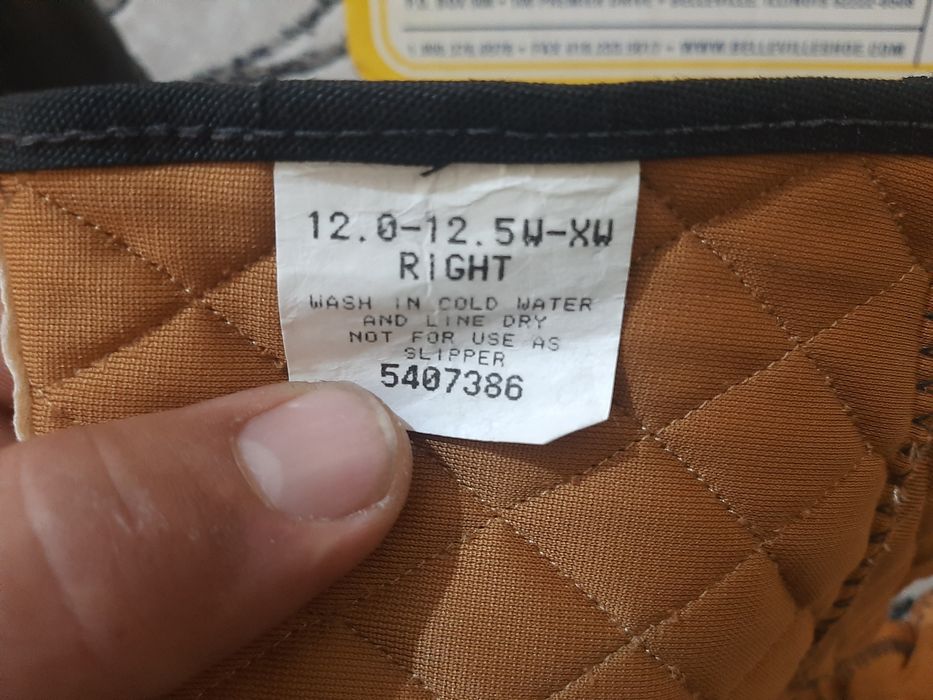 WWW.BELLEVILLESHOE.COM
12.0-12.5W-XW
RIGHT
WASH IN COLD WATER
AND LINE DRY
NOT FOR USE AS
SLIPPER
5407386